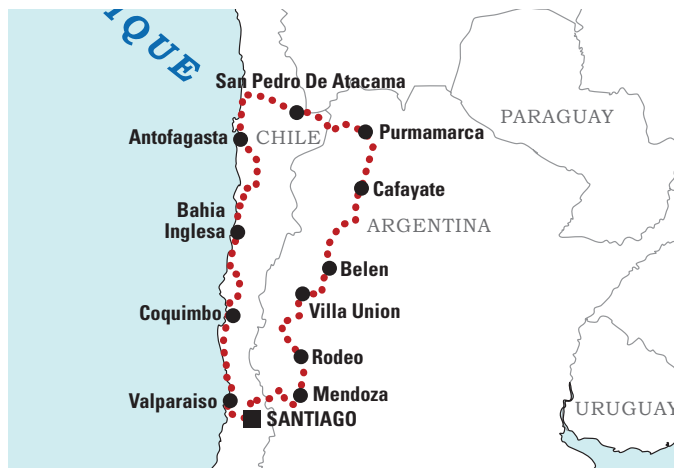 IQUE
San Pedro De Atacama
PARAGUAY
Antofagasta
CHILE
Purmamarca
Cafayate
Bahia
Inglesa
ARGENTINA
Belen
Coquimbo
Villa Union
Rodeo
Valparaiso
Mendoza
SANTIAGO
URUGUAY